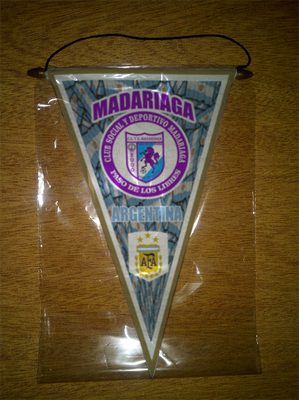 MADARIAGA
CLUB SOCIAL Y DEPORTIVO MADARIAGA
PASO DE LOS LIBRES
ARGENTINA
AFA